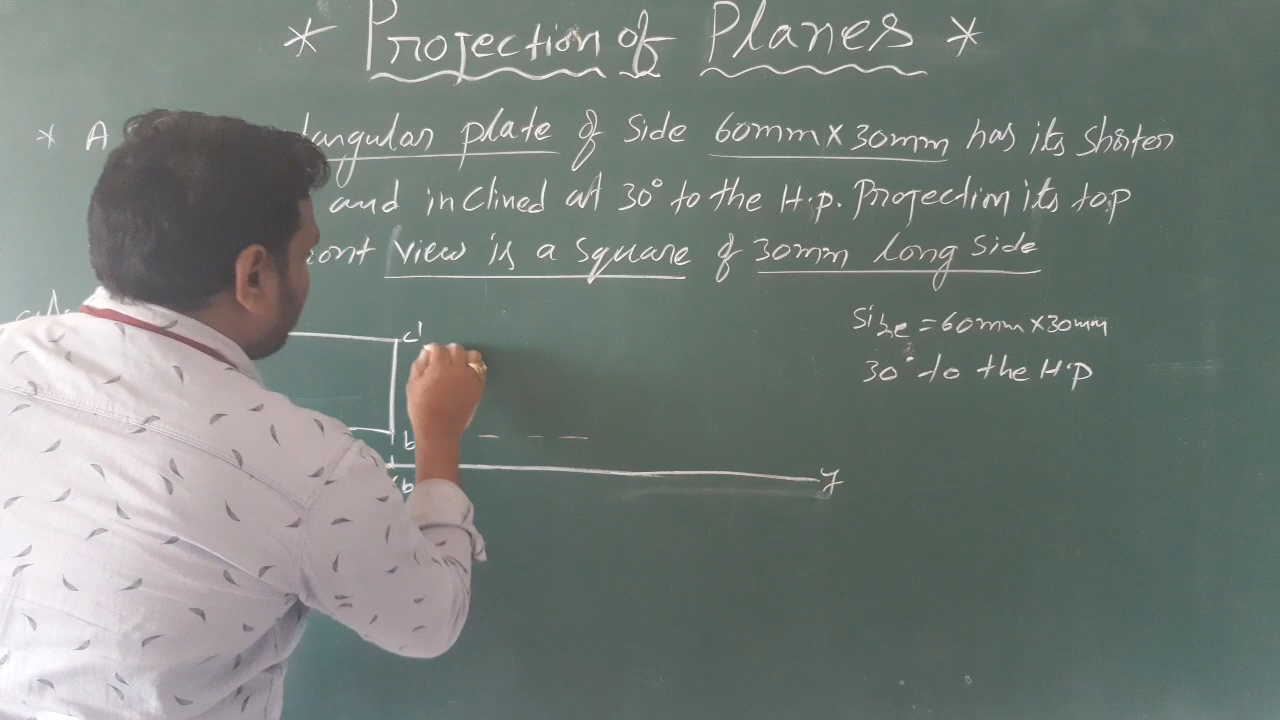 * Projection of Planes *
* A angular plate of side 60mm x 30mm has its shorter
and inclined at 30° to the H.p. Projection its top
ront view is a square of 30mm long side
Size = 60mm x 30mm
30° to the H.P
c'
b
y
(b